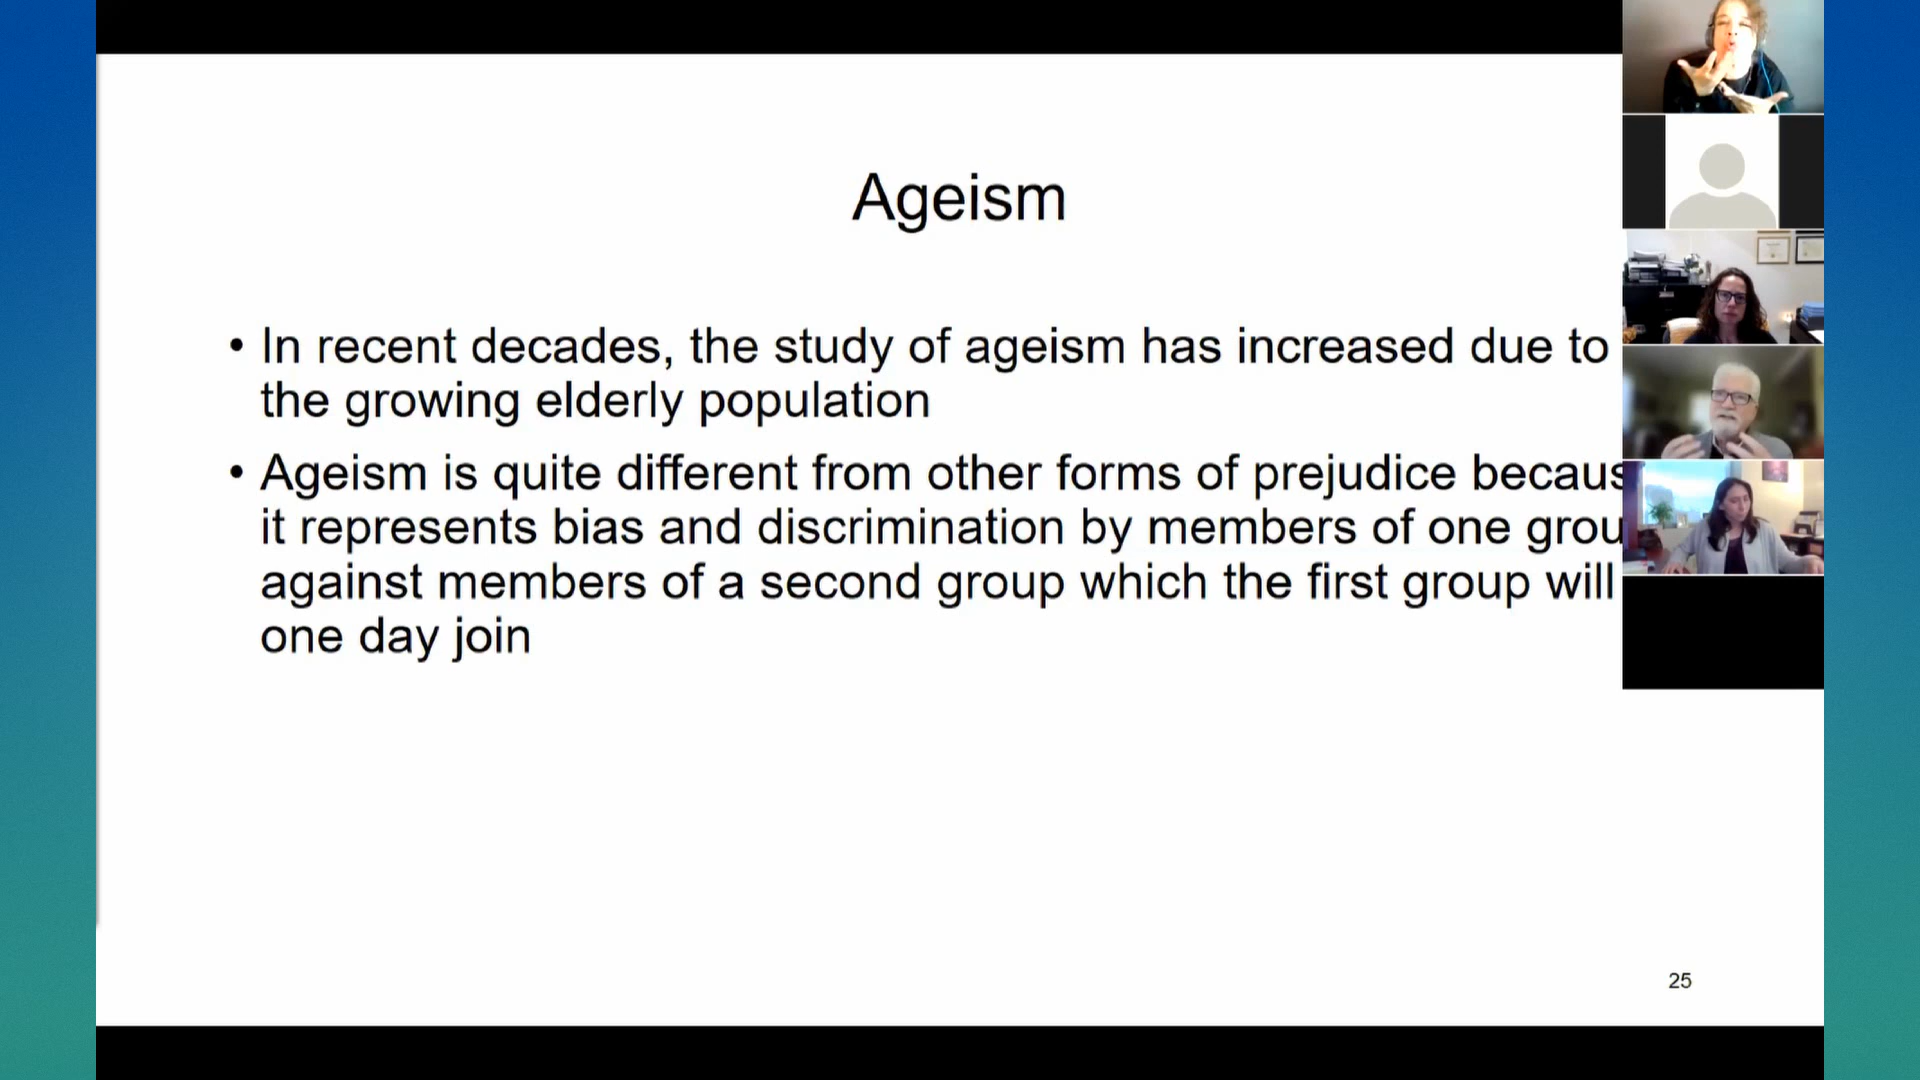 Ageism
• In recent decades, the study of ageism has increased due to
the growing elderly population
• Ageism is quite different from other forms of prejudice becaus
it represents bias and discrimination by members of one grou
against members of a second group which the first group will
one day join
25